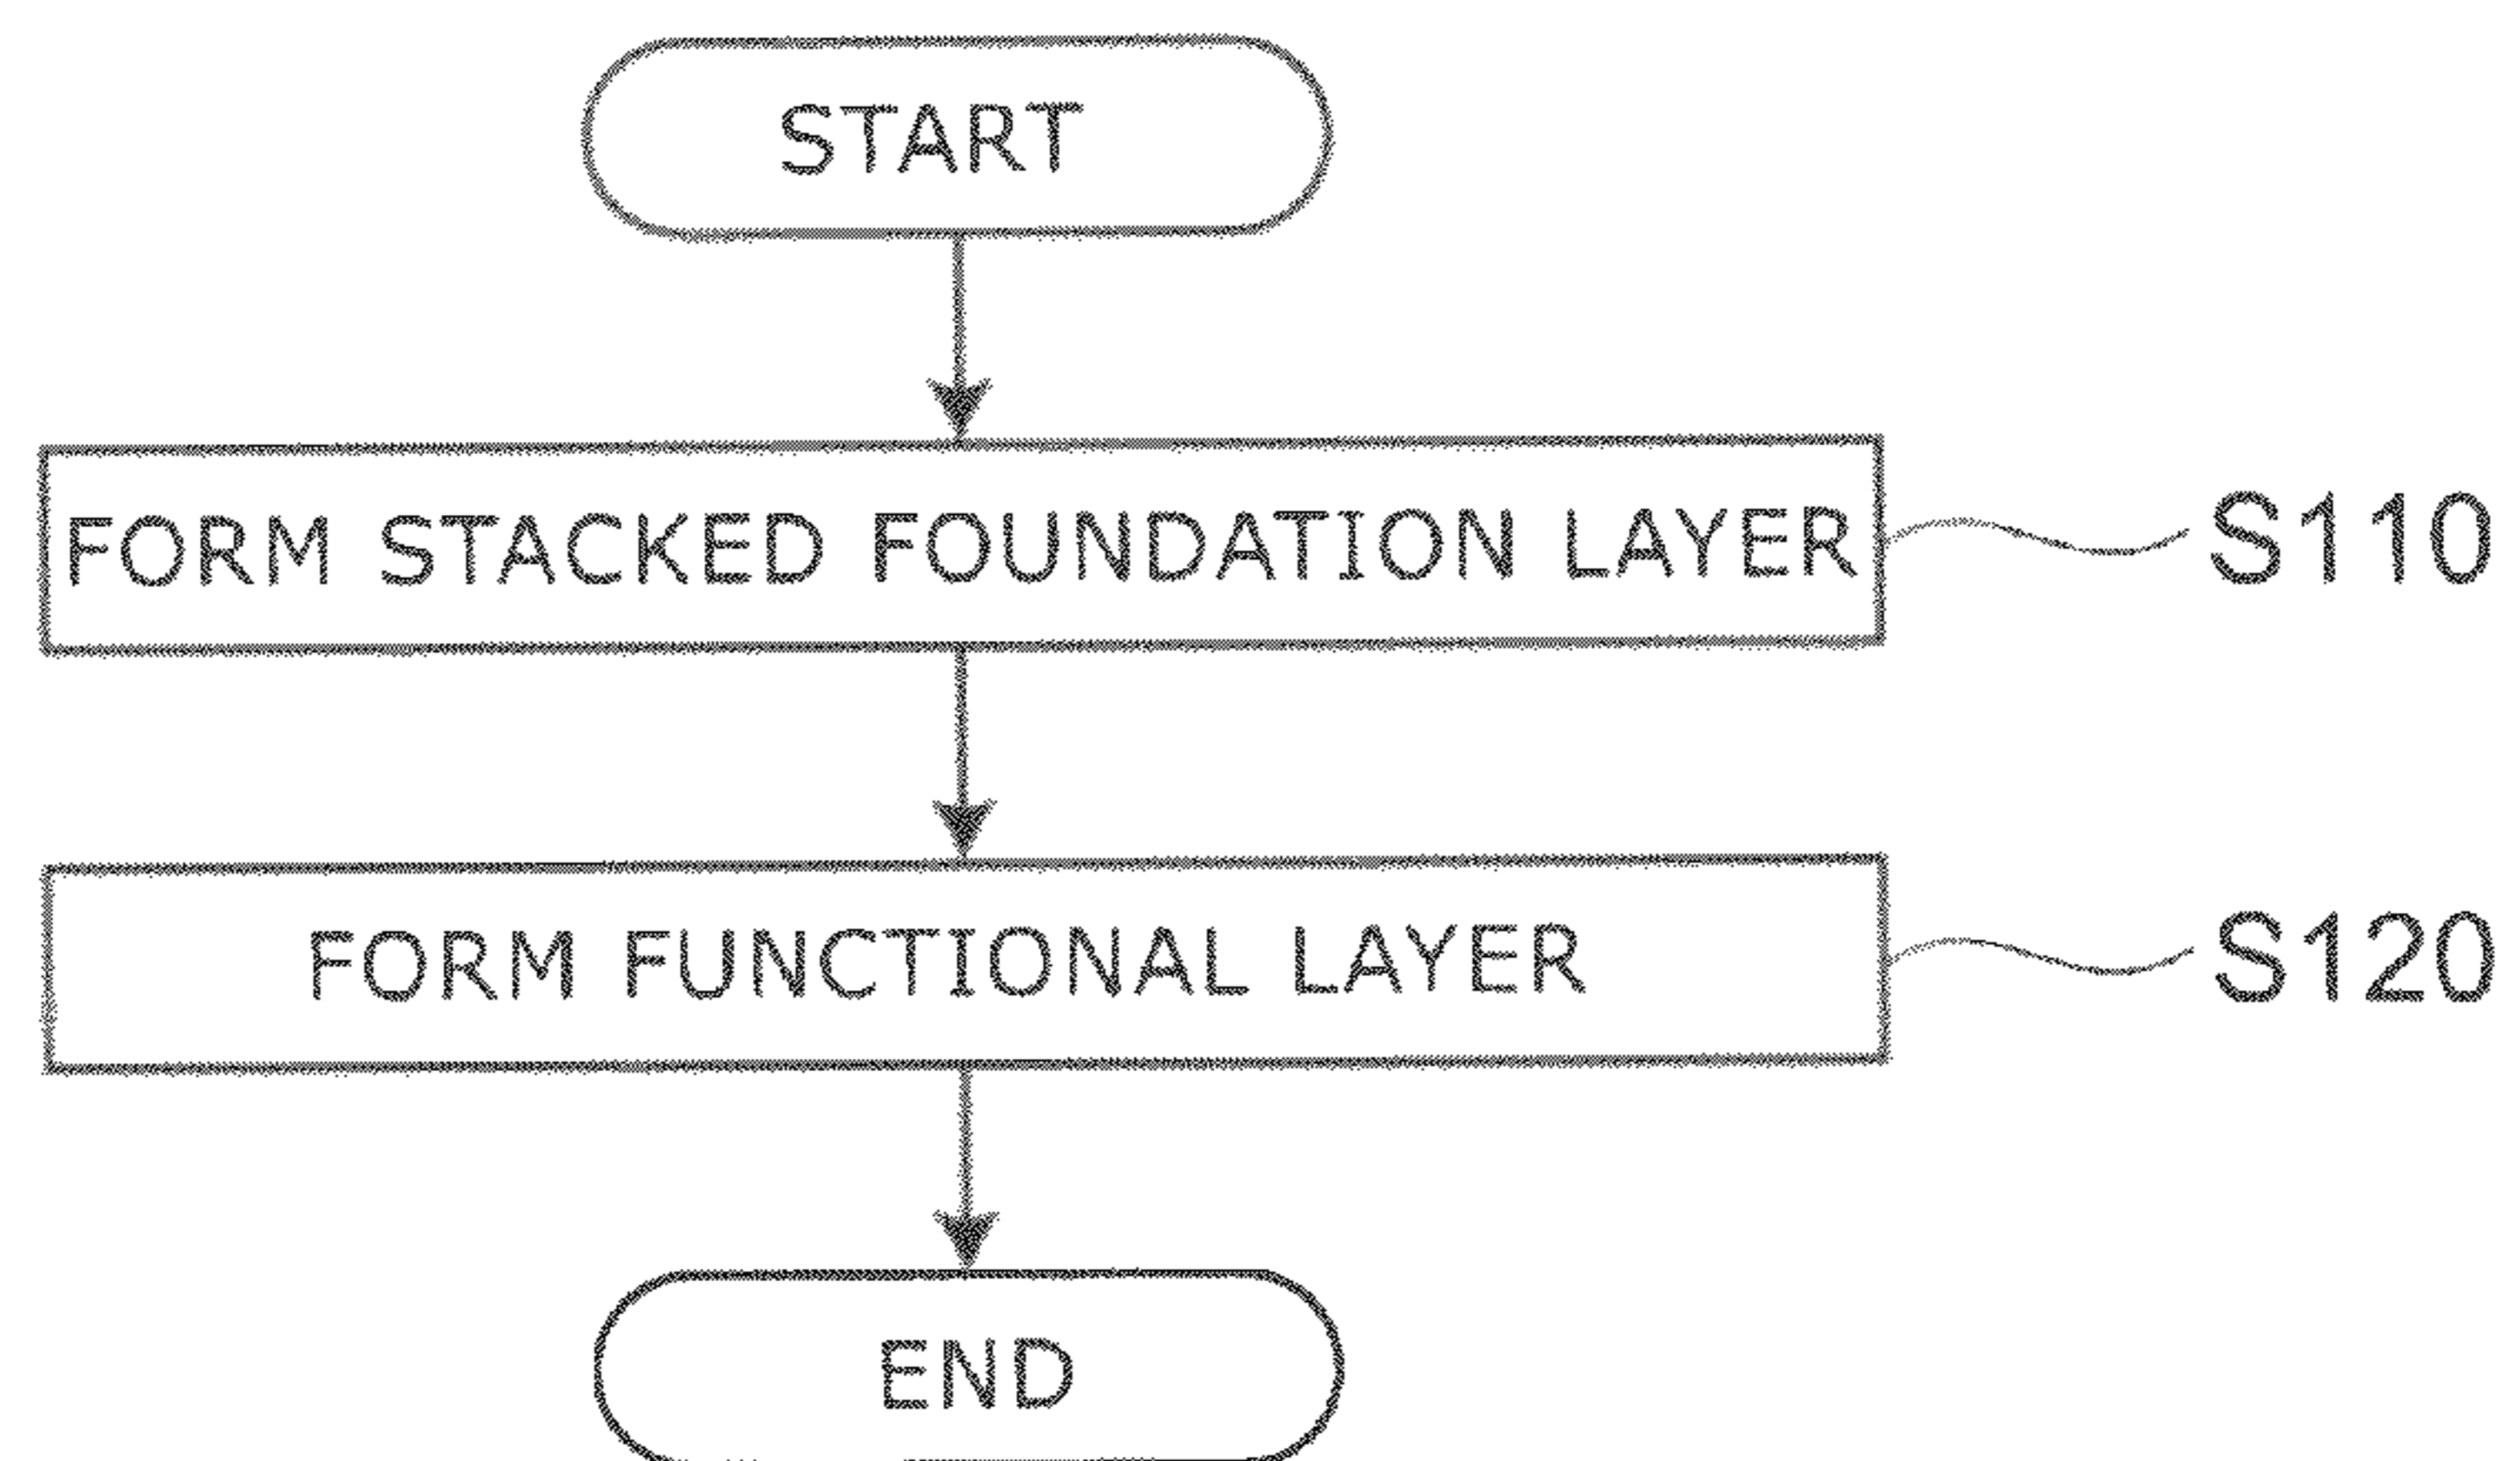 START
FORM STACKED FOUNDATION LAYER S110
FORM FUNCTIONAL LAYER S120
END